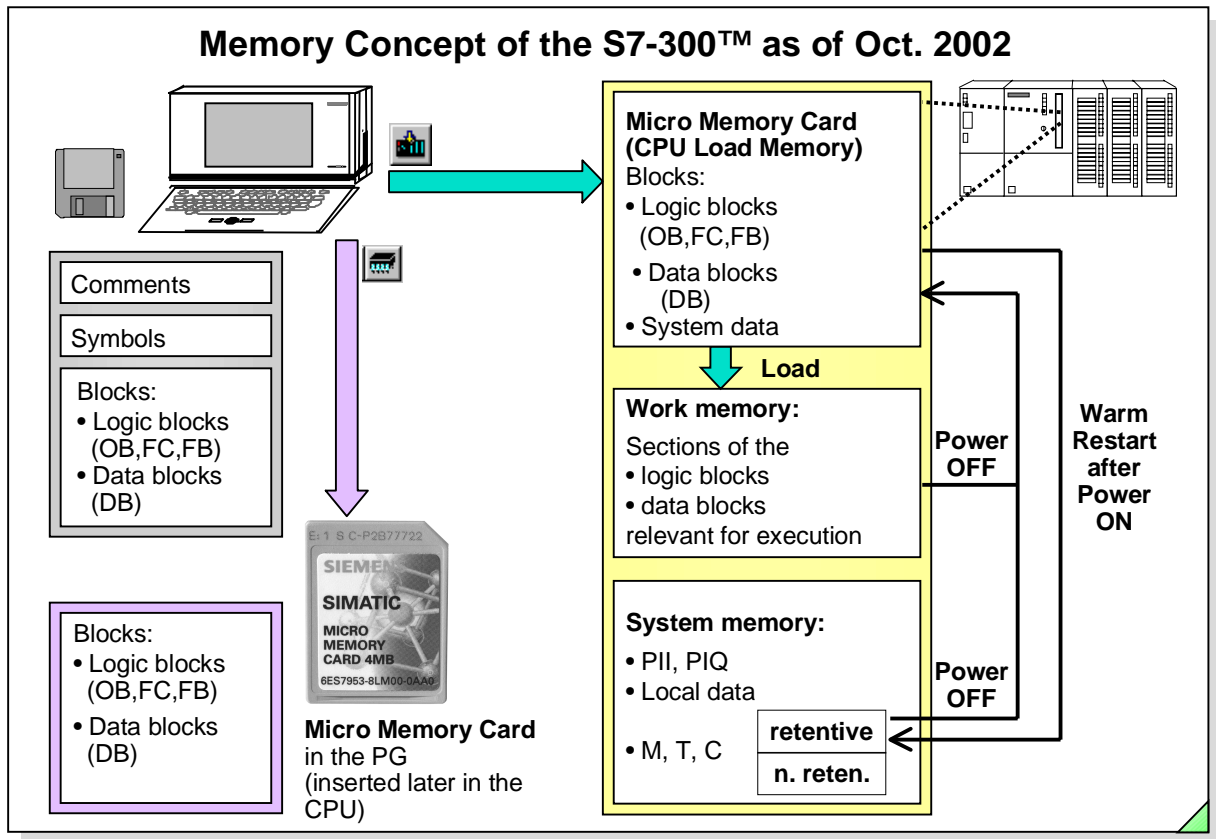 Memory Concept of the S7-300™ as of Oct. 2002
Comments
Symbols
Blocks:
• Logic blocks
(OB,FC,FB)
• Data blocks
(DB)
Blocks:
• Logic blocks
(OB,FC,FB)
• Data blocks
(DB)
E: 1 S C-P2B77722
SIEMEN
SIMATIC
MICRO
MEMORY
CARD 4MB
6ES7953-8LM00-0AA0
Micro Memory Card
in the PG
(inserted later in the
CPU)
Micro Memory Card
(CPU Load Memory)
Blocks:
• Logic blocks
(OB,FC,FB)
• Data blocks
(DB)
• System data
Load
Work memory:
Sections of the
• logic blocks
• data blocks
relevant for execution
System memory:
• PII, PIQ
• Local data
• M, T, C
retentive
n. reten.
Power
OFF
Power
OFF
Warm
Restart
after
Power
ON